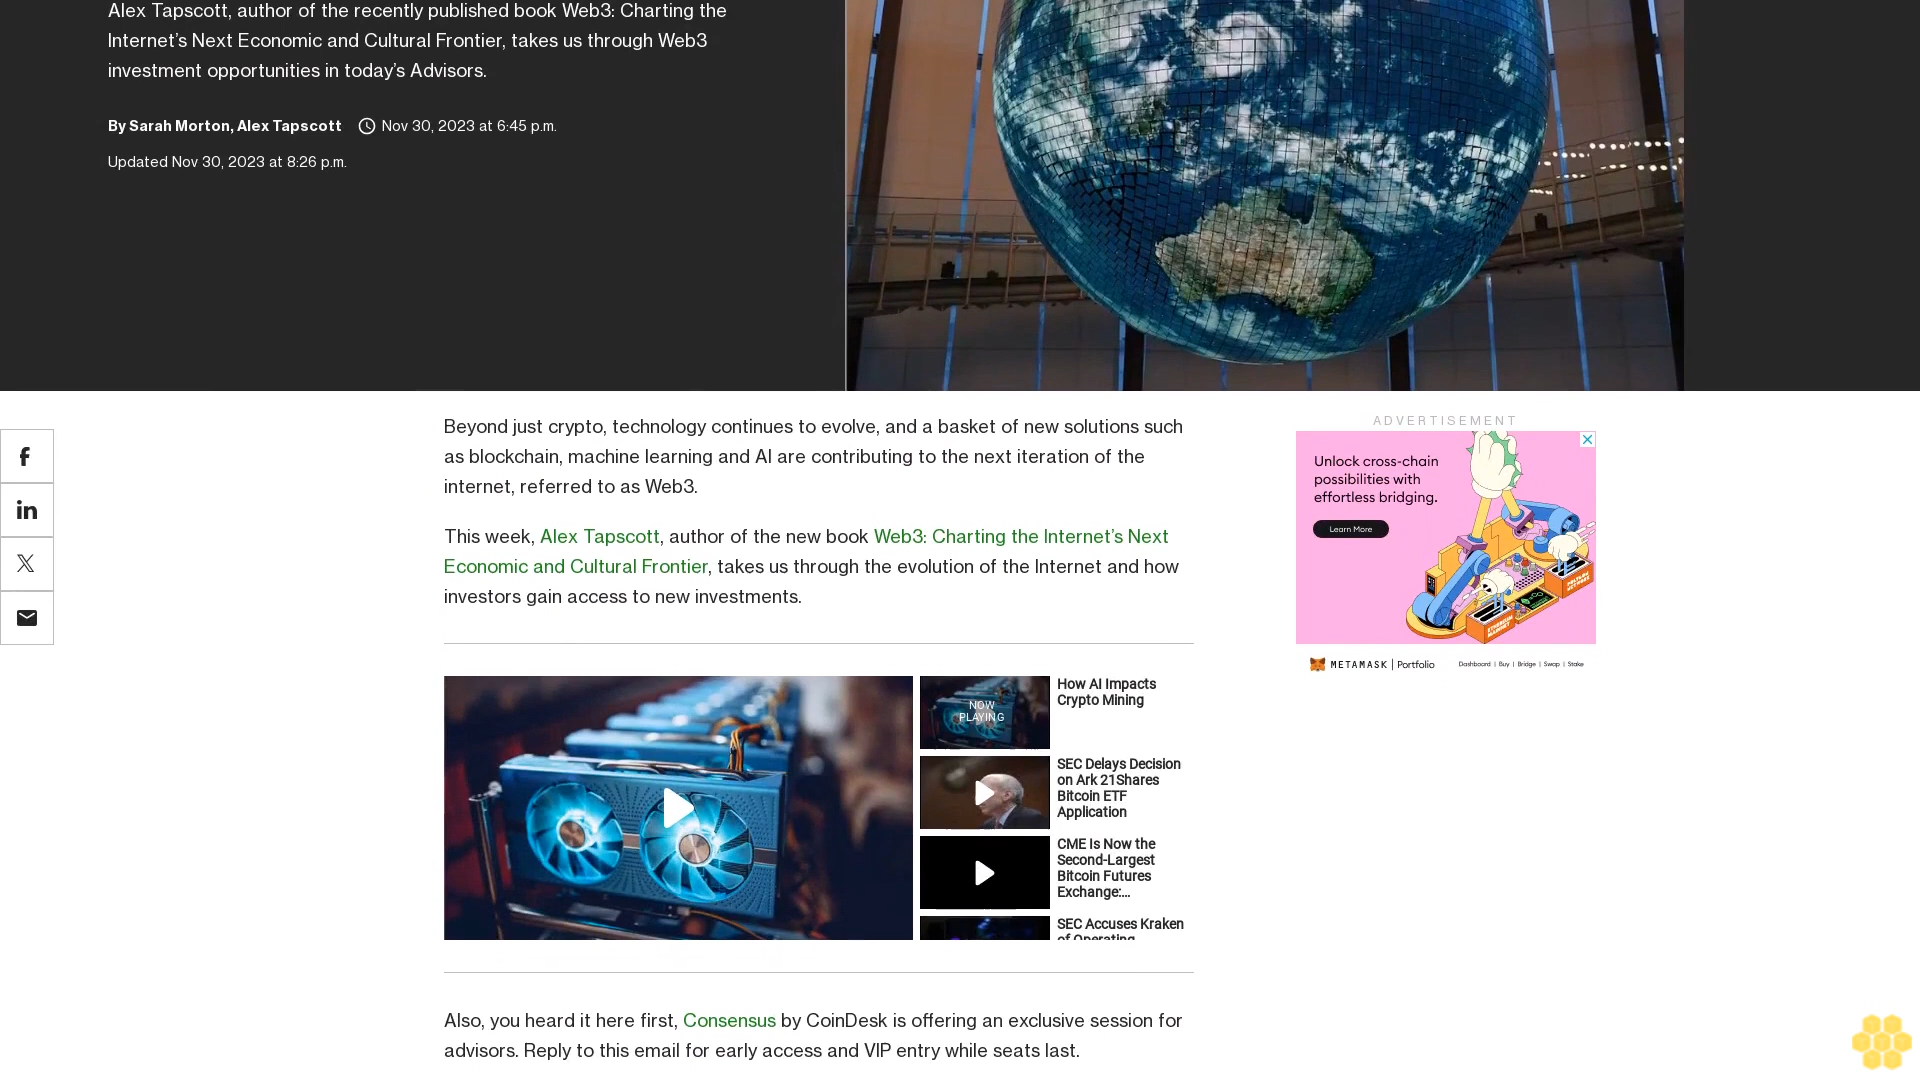 Alex Tapscott, author of the recently published book Web3: Charting the
Internet’s Next Economic and Cultural Frontier, takes us through Web3
investment opportunities in today’s Advisors.
By Sarah Morton, Alex Tapscott Nov 30, 2023 at 6:45 p.m.
Updated Nov 30, 2023 at 8:26 p.m.
Beyond just crypto, technology continues to evolve, and a basket of new solutions such
as blockchain, machine learning and AI are contributing to the next iteration of the
internet, referred to as Web3.
This week, Alex Tapscott, author of the new book Web3: Charting the Internet’s Next
Economic and Cultural Frontier, takes us through the evolution of the Internet and how
investors gain access to new investments.
NOW
PLAYING
How AI Impacts
Crypto Mining
SEC Delays Decision
on Ark 21Shares
Bitcoin ETF
Application
CME Is Now the
Second-Largest
Bitcoin Futures
Exchange:...
SEC Accuses Kraken
of Operating
Also, you heard it here first, Consensus by CoinDesk is offering an exclusive session for
advisors. Reply to this email for early access and VIP entry while seats last.
ADVERTISEMENT
Unlock cross-chain
possibilities with
effortless bridging.
Learn More
METAMASK | Portfolio
Dashboard | Buy | Bridge | Swap | Stake